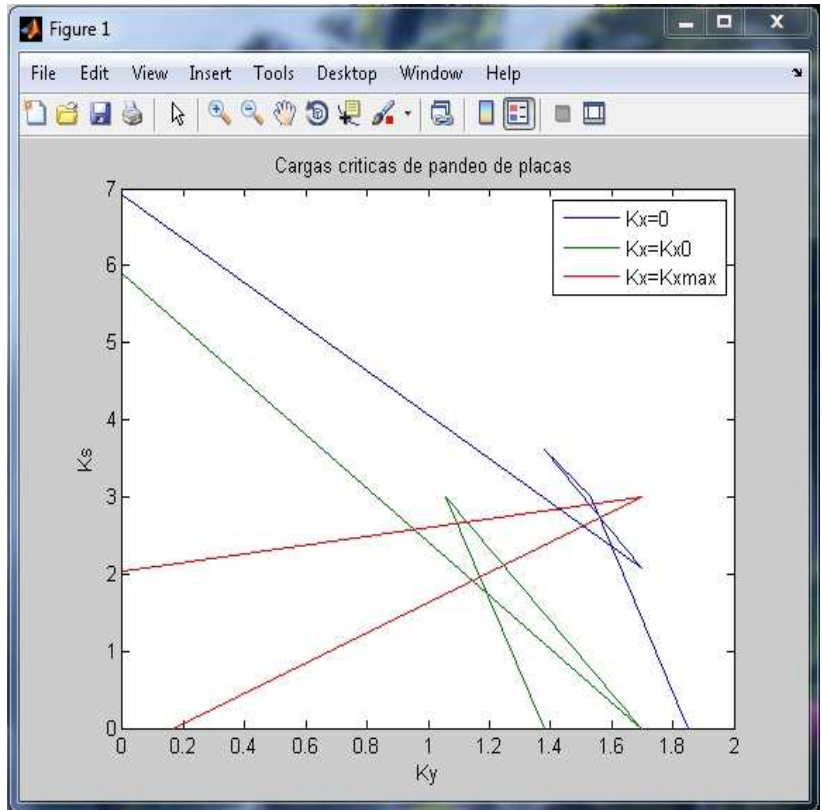 Figure 1
File Edit View Insert Tools Desktop Window Help
Cargas criticas de pandeo de placas
7
6
5
4
3
2
1
0
Ks
Kx=0
Kx=Kx0
Kx=Kxmax
0 0.2 0.4 0.6 0.8 1 1.2 1.4 1.6 1.8 2
Ky